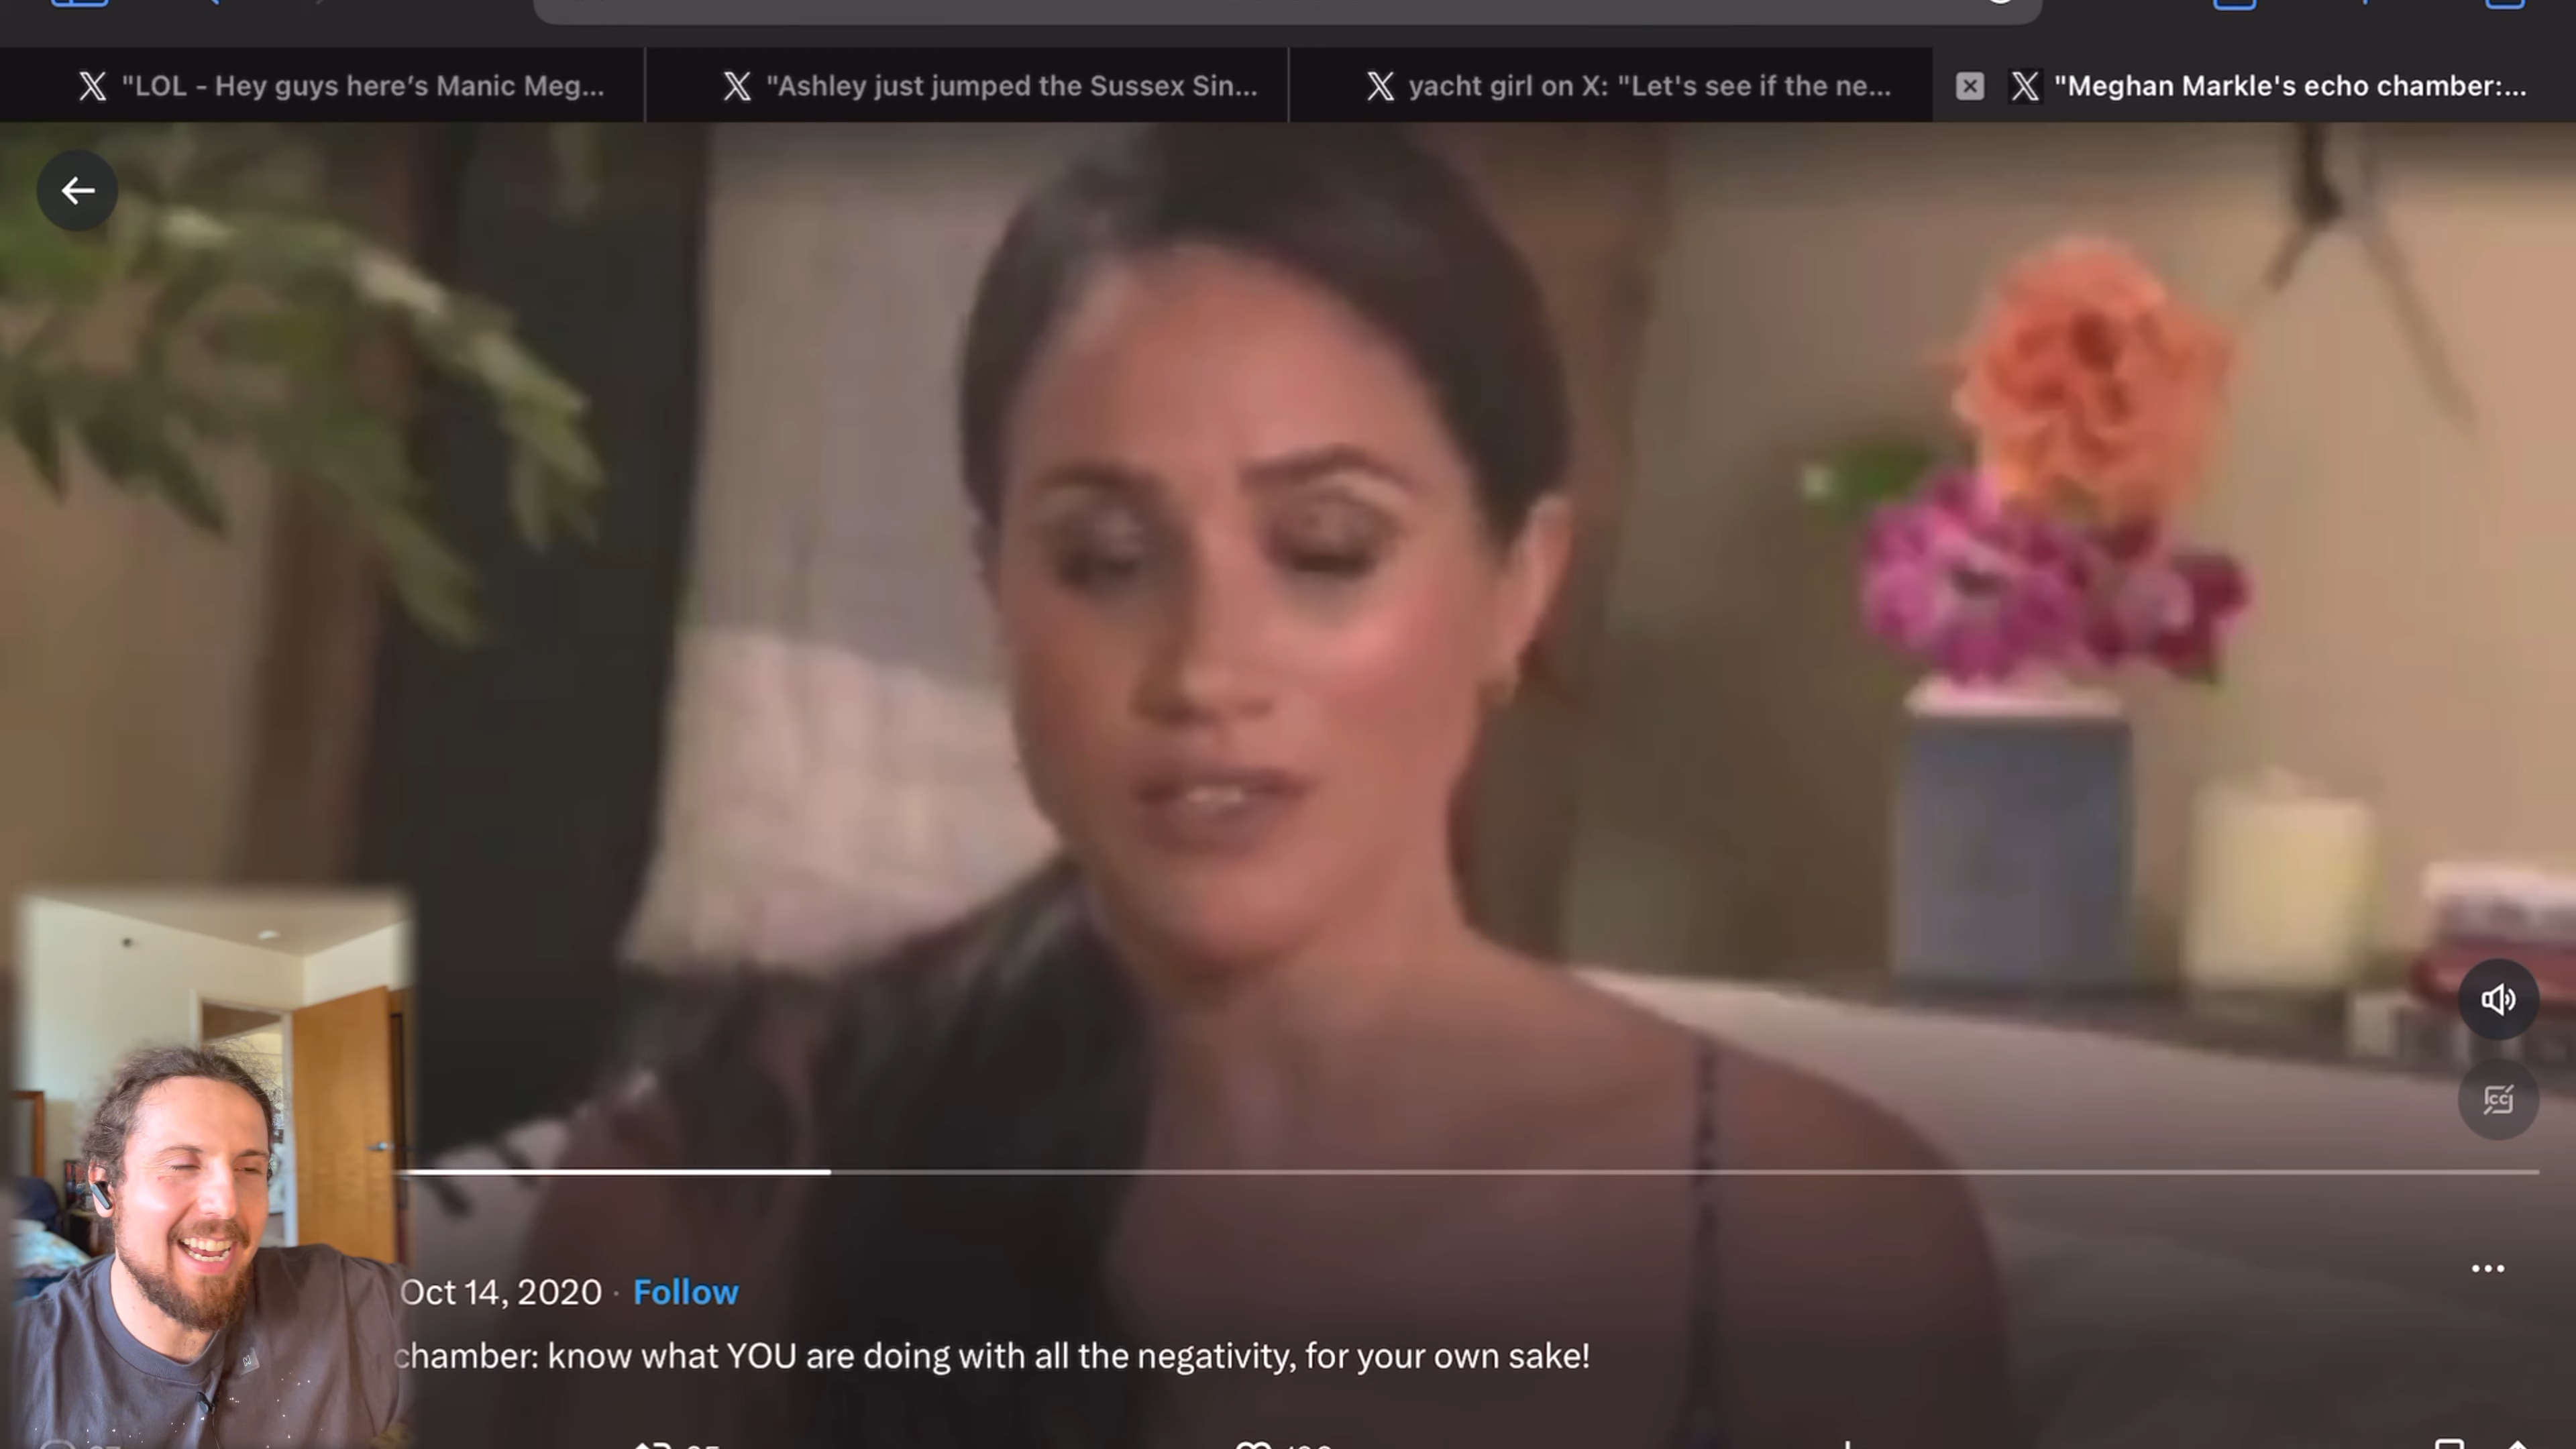 "LOL - Hey guys here's Manic Meg...
"Ashley just jumped the Sussex Sin...
yacht girl on X: "Let's see if the ne...
"Meghan Markle's echo chamber:...
CC
Oct 14, 2020 · Follow
chamber: know what YOU are doing with all the negativity, for your own sake!